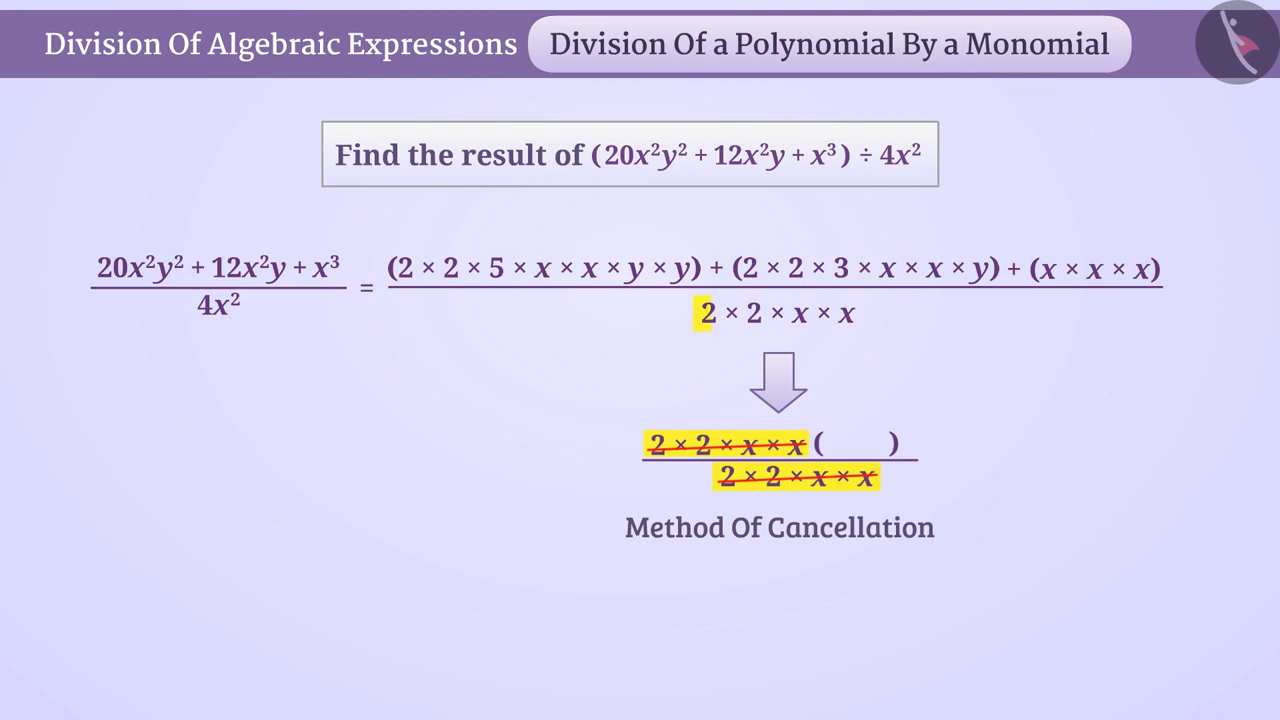 Division Of Algebraic Expressions Division Of a Polynomial By a Monomial
Find the result of (20x²y² + 12x²y + x³) ÷ 4x²
20x²y² + 12x²y + x³ = (2 × 2 × 5 × x × x × y × y) + (2 × 2 × 3 × x × x × y) + (x × x × x)
4x² 2 × 2 × x × x
2 × 2 × x × x ( )
2 × 2 × x × x
Method Of Cancellation